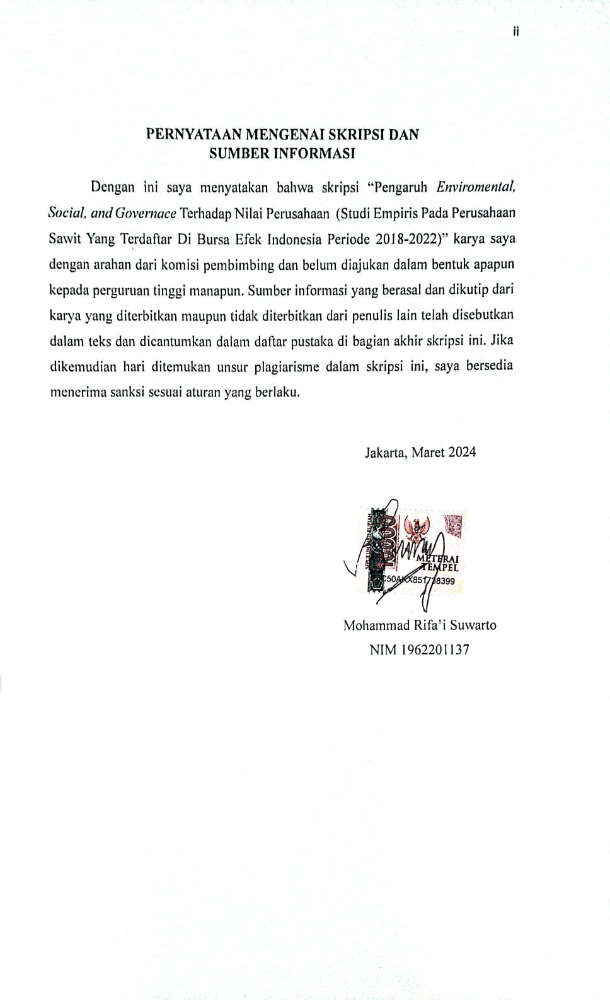 ii
PERNYATAAN MENGENAI SKRIPSI DAN
SUMBER INFORMASI
Dengan ini saya menyatakan bahwa skripsi “Pengaruh Enviromental,
Social, and Governace Terhadap Nilai Perusahaan (Studi Empiris Pada Perusahaan
Sawit Yang Terdaftar Di Bursa Efek Indonesia Periode 2018-2022)” karya saya
dengan arahan dari komisi pembimbing dan belum diajukan dalam bentuk apapun
kepada perguruan tinggi manapun. Sumber informasi yang berasal dan dikutip dari
karya yang diterbitkan maupun tidak diterbitkan dari penulis lain telah disebutkan
dalam teks dan dicantumkan dalam daftar pustaka di bagian akhir skripsi ini. Jika
dikemudian hari ditemukan unsur plagiarisme dalam skripsi ini, saya bersedia
menerima sanksi sesuai aturan yang berlaku.
Jakarta, Maret 2024
SEPULUH RIBU RUPIAH
10000
METERAI
TEMPEL
Mohammad Rifa’i Suwarto
NIM 1962201137